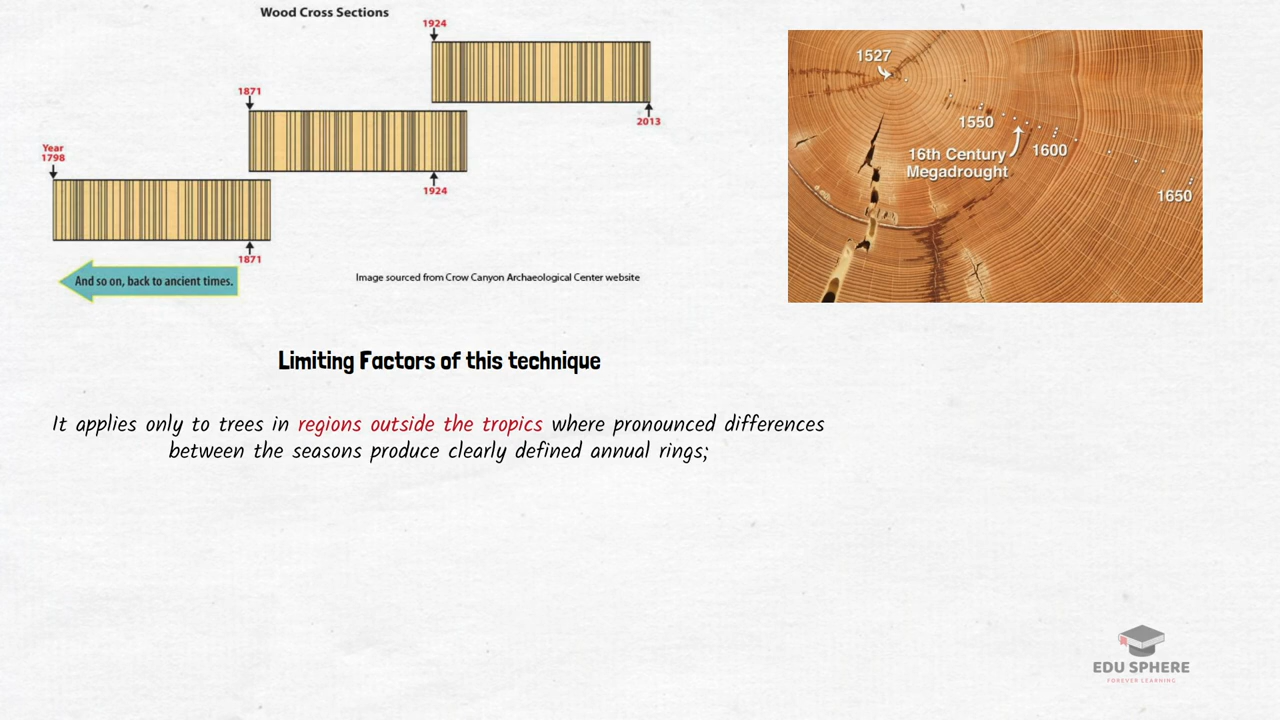 Wood Cross Sections
1924
1871
2013
Year
1798
1924
1871
And so on, back to ancient times.
Image sourced from Crow Canyon Archaeological Center website
1527
1550
16th Century
Megadrought
1600
1650
Limiting Factors of this technique
It applies only to trees in regions outside the tropics where pronounced differences
between the seasons produce clearly defined annual rings;
EDU SPHERE
FOREVER LEARNING